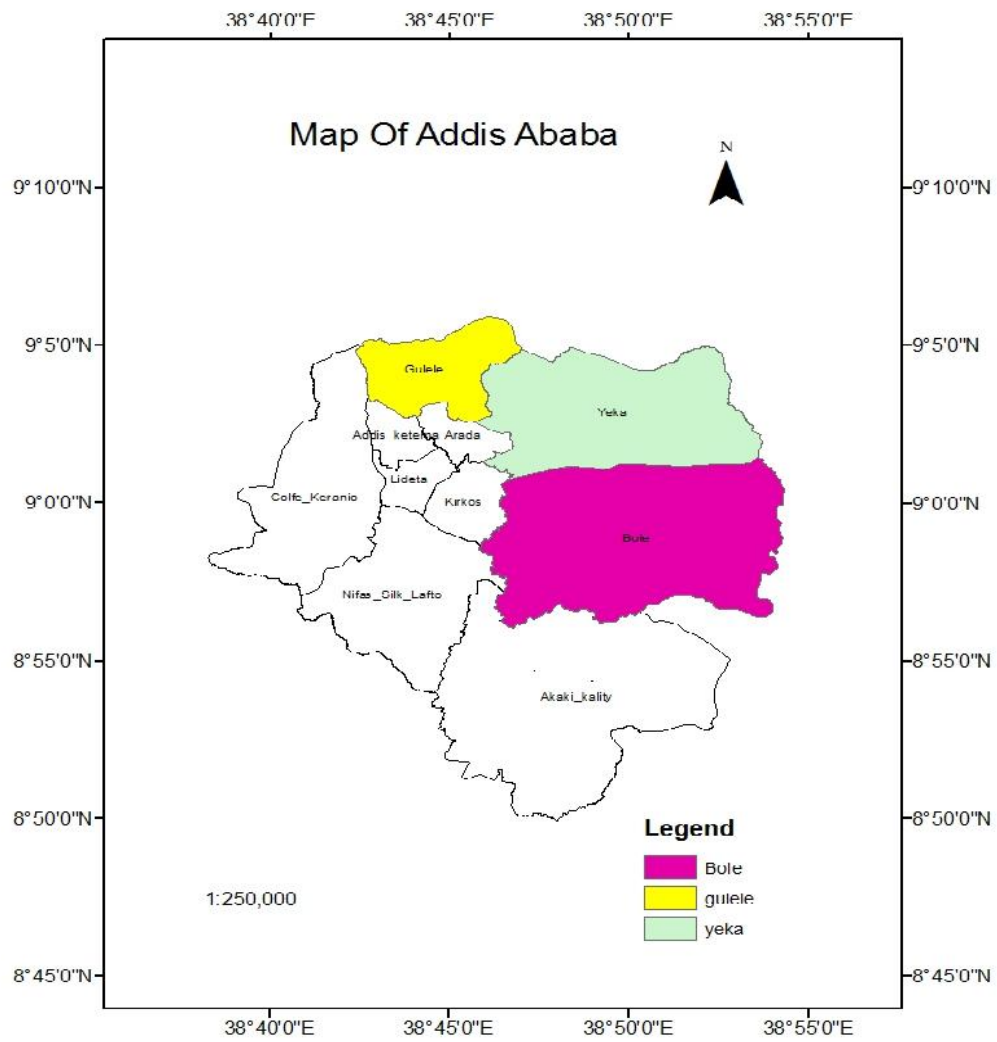 38°40'0"E 38°45'0"E 38°50'0"E 38°55'0"E
Map Of Addis Ababa
N
9°10'0"N 9°10'0"N
9°5'0"N 9°5'0"N
Gulele
Yeka
Addis_ketema Arada
Lideta
Colfe_Keranio
Kirkos
9°0'0"N 9°0'0"N
Bole
Nifas_Silk_Lafto
8°55'0"N 8°55'0"N
Akaki_kality
8°50'0"N 8°50'0"N
Legend
Bole
1:250,000
gulele
yeka
8°45'0"N 8°45'0"N
38°40'0"E 38°45'0"E 38°50'0"E 38°55'0"E